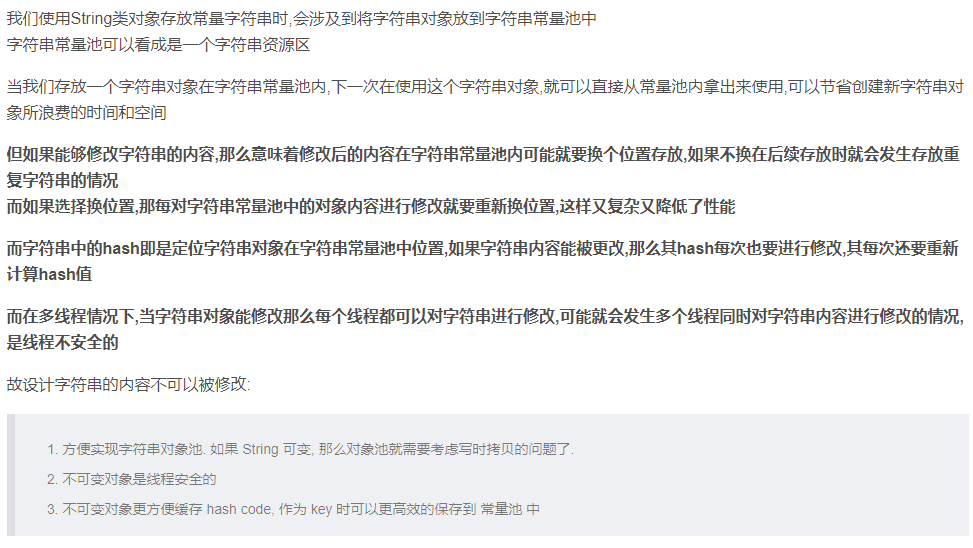 我们使用String类对象存放常量字符串时,会涉及到将字符串对象放到字符串常量池中
字符串常量池可以看成是一个字符串资源区
当我们存放一个字符串对象在字符串常量池内,下一次在使用这个字符串对象,就可以直接从常量池内拿出来使用,可以节省创建新字符串对
象所浪费的时间和空间
但如果能够修改字符串的内容,那么意味着修改后的内容在字符串常量池内可能就要换个位置存放,如果不换在后续存放时就会发生存放重
复字符串的情况
而如果选择换位置,那每对字符串常量池中的对象内容进行修改就要重新换位置,这样又复杂又降低了性能
而字符串中的hash即是定位字符串对象在字符串常量池中位置,如果字符串内容能被更改,那么其hash每次也要进行修改,其每次还要重新
计算hash值
而在多线程情况下,当字符串对象能修改那么每个线程都可以对字符串进行修改,可能就会发生多个线程同时对字符串内容进行修改的情况,
是线程不安全的
故设计字符串的内容不可以被修改:
1. 方便实现字符串对象池. 如果 String 可变, 那么对象池就需要考虑写时拷贝的问题了.
2. 不可变对象是线程安全的
3. 不可变对象更方便缓存 hash code, 作为 key 时可以更高效的保存到 常量池 中